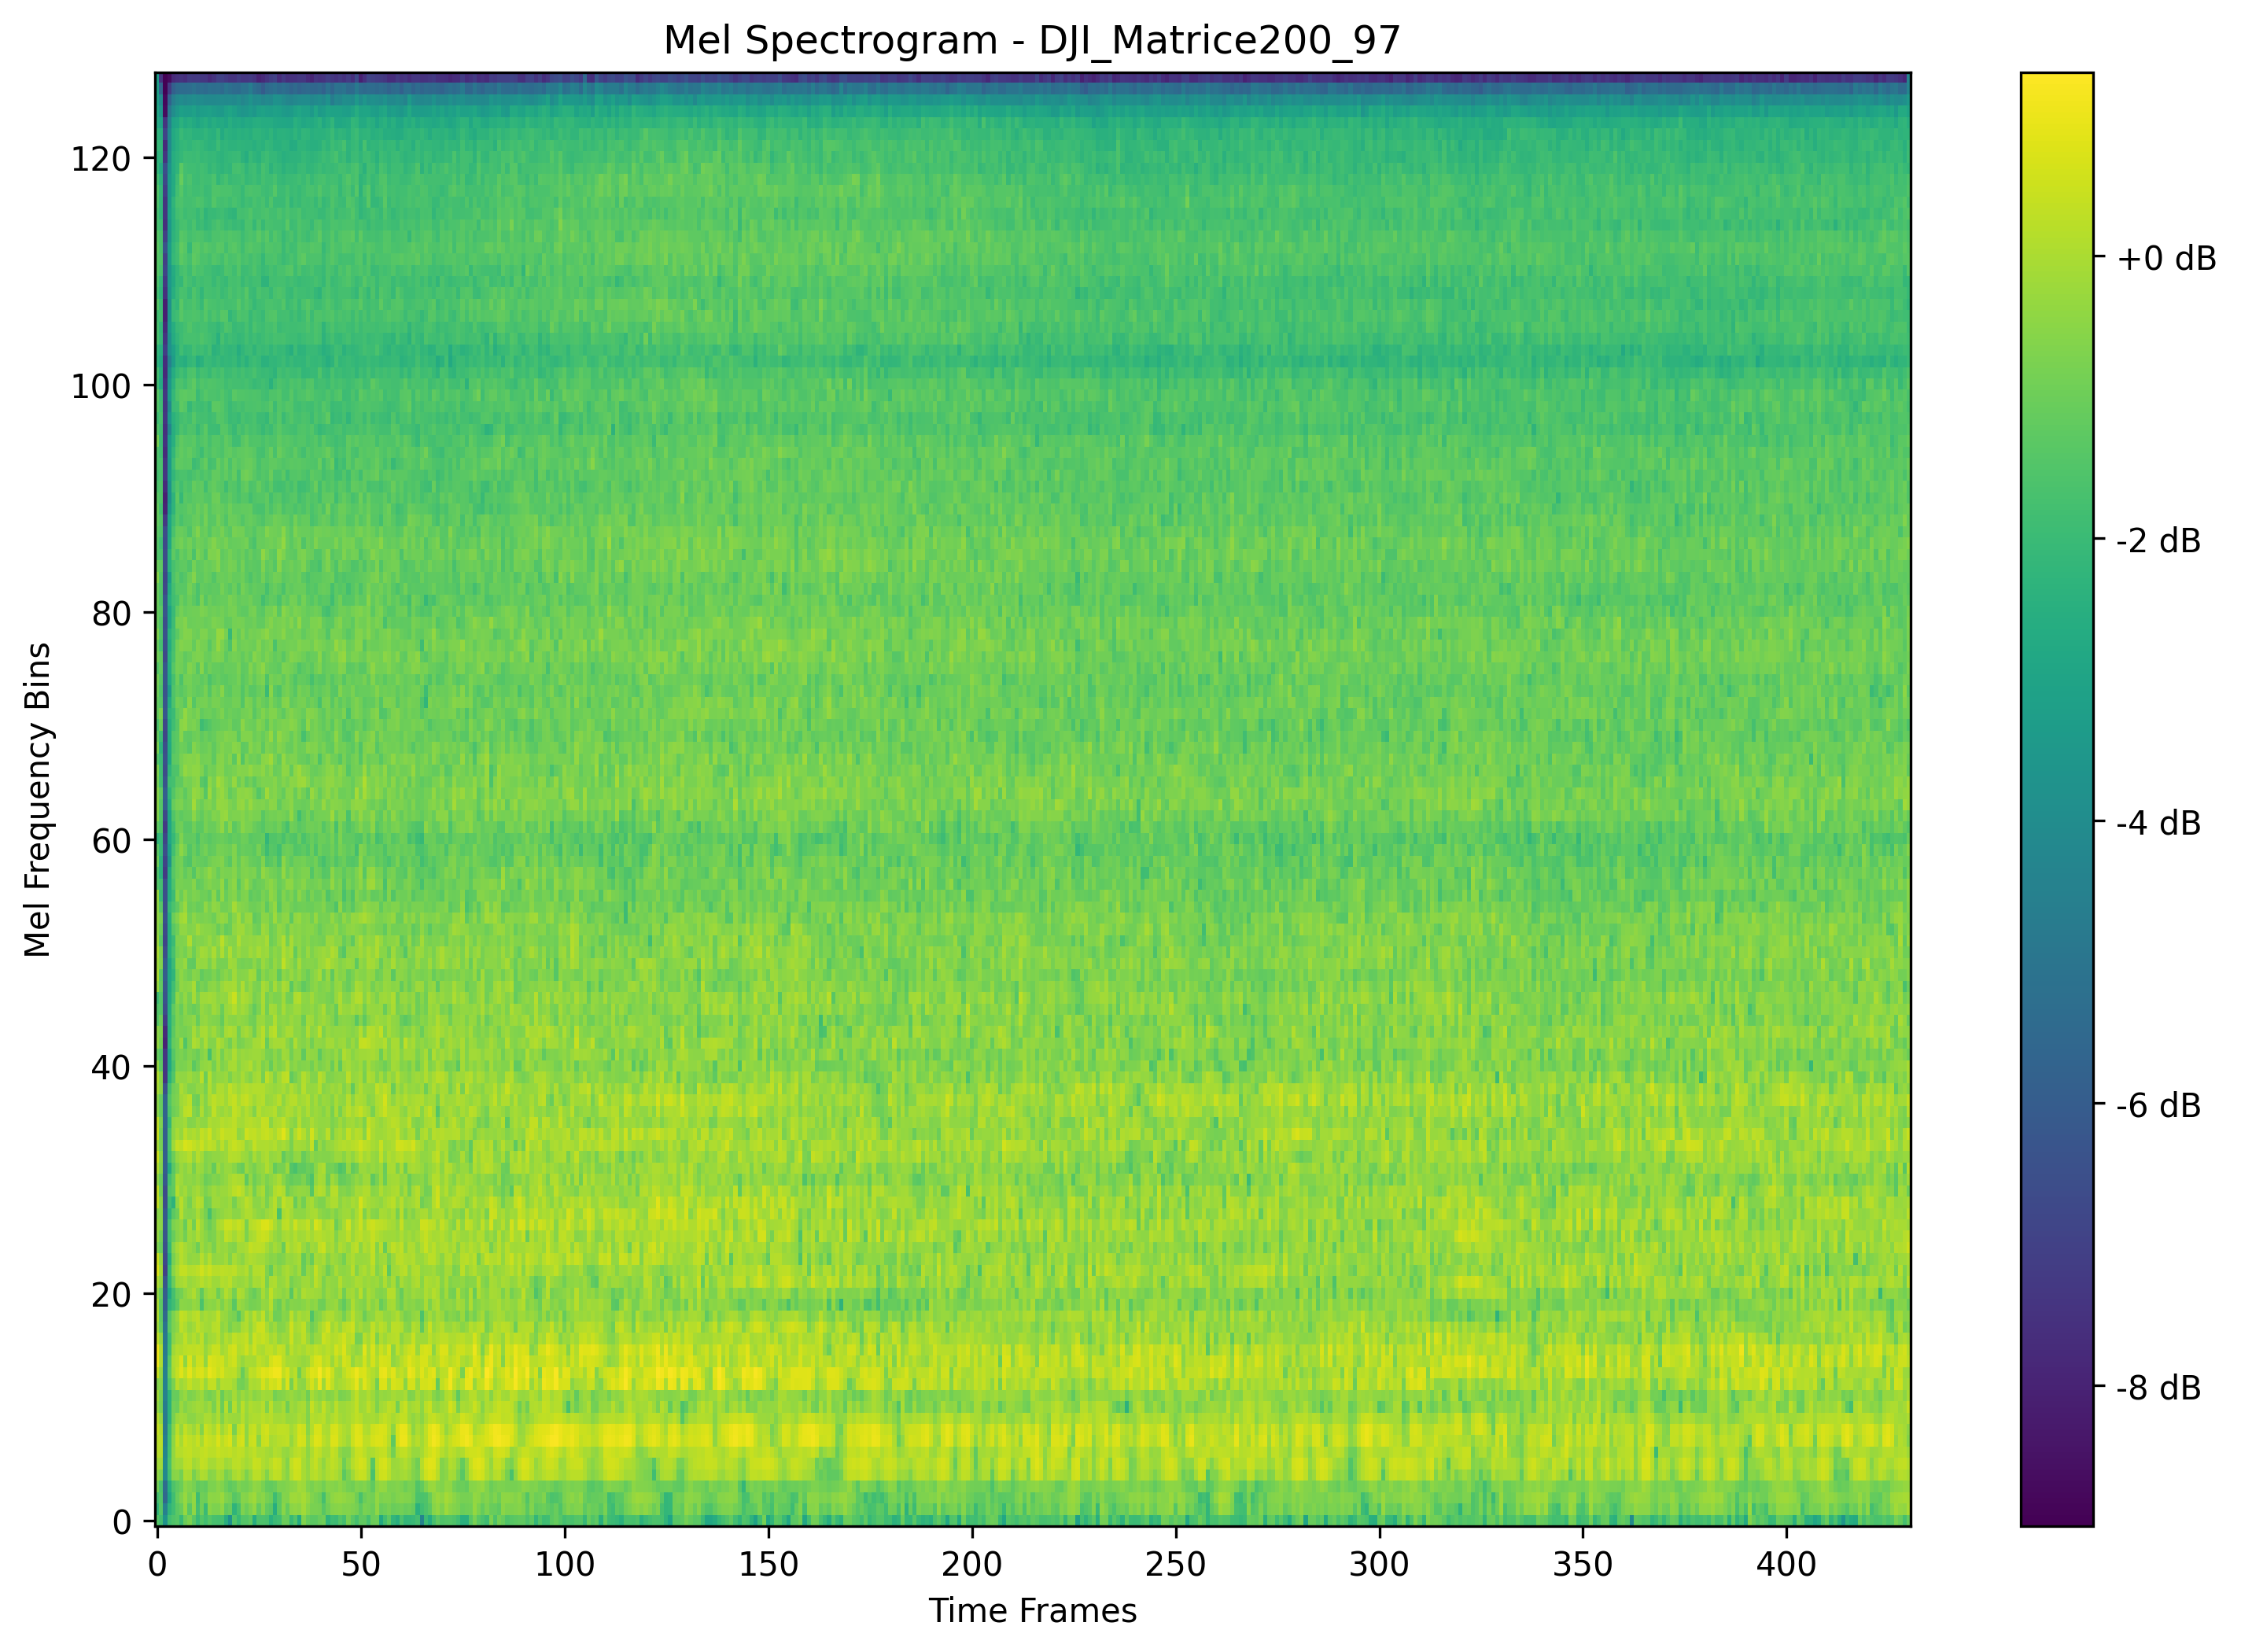 Mel Spectrogram - DJI_Matrice200_97
120
100
80
60
40
20
0
Mel Frequency Bins
0 50 100 150 200 250 300 350 400
Time Frames
+0 dB
-2 dB
-4 dB
-6 dB
-8 dB